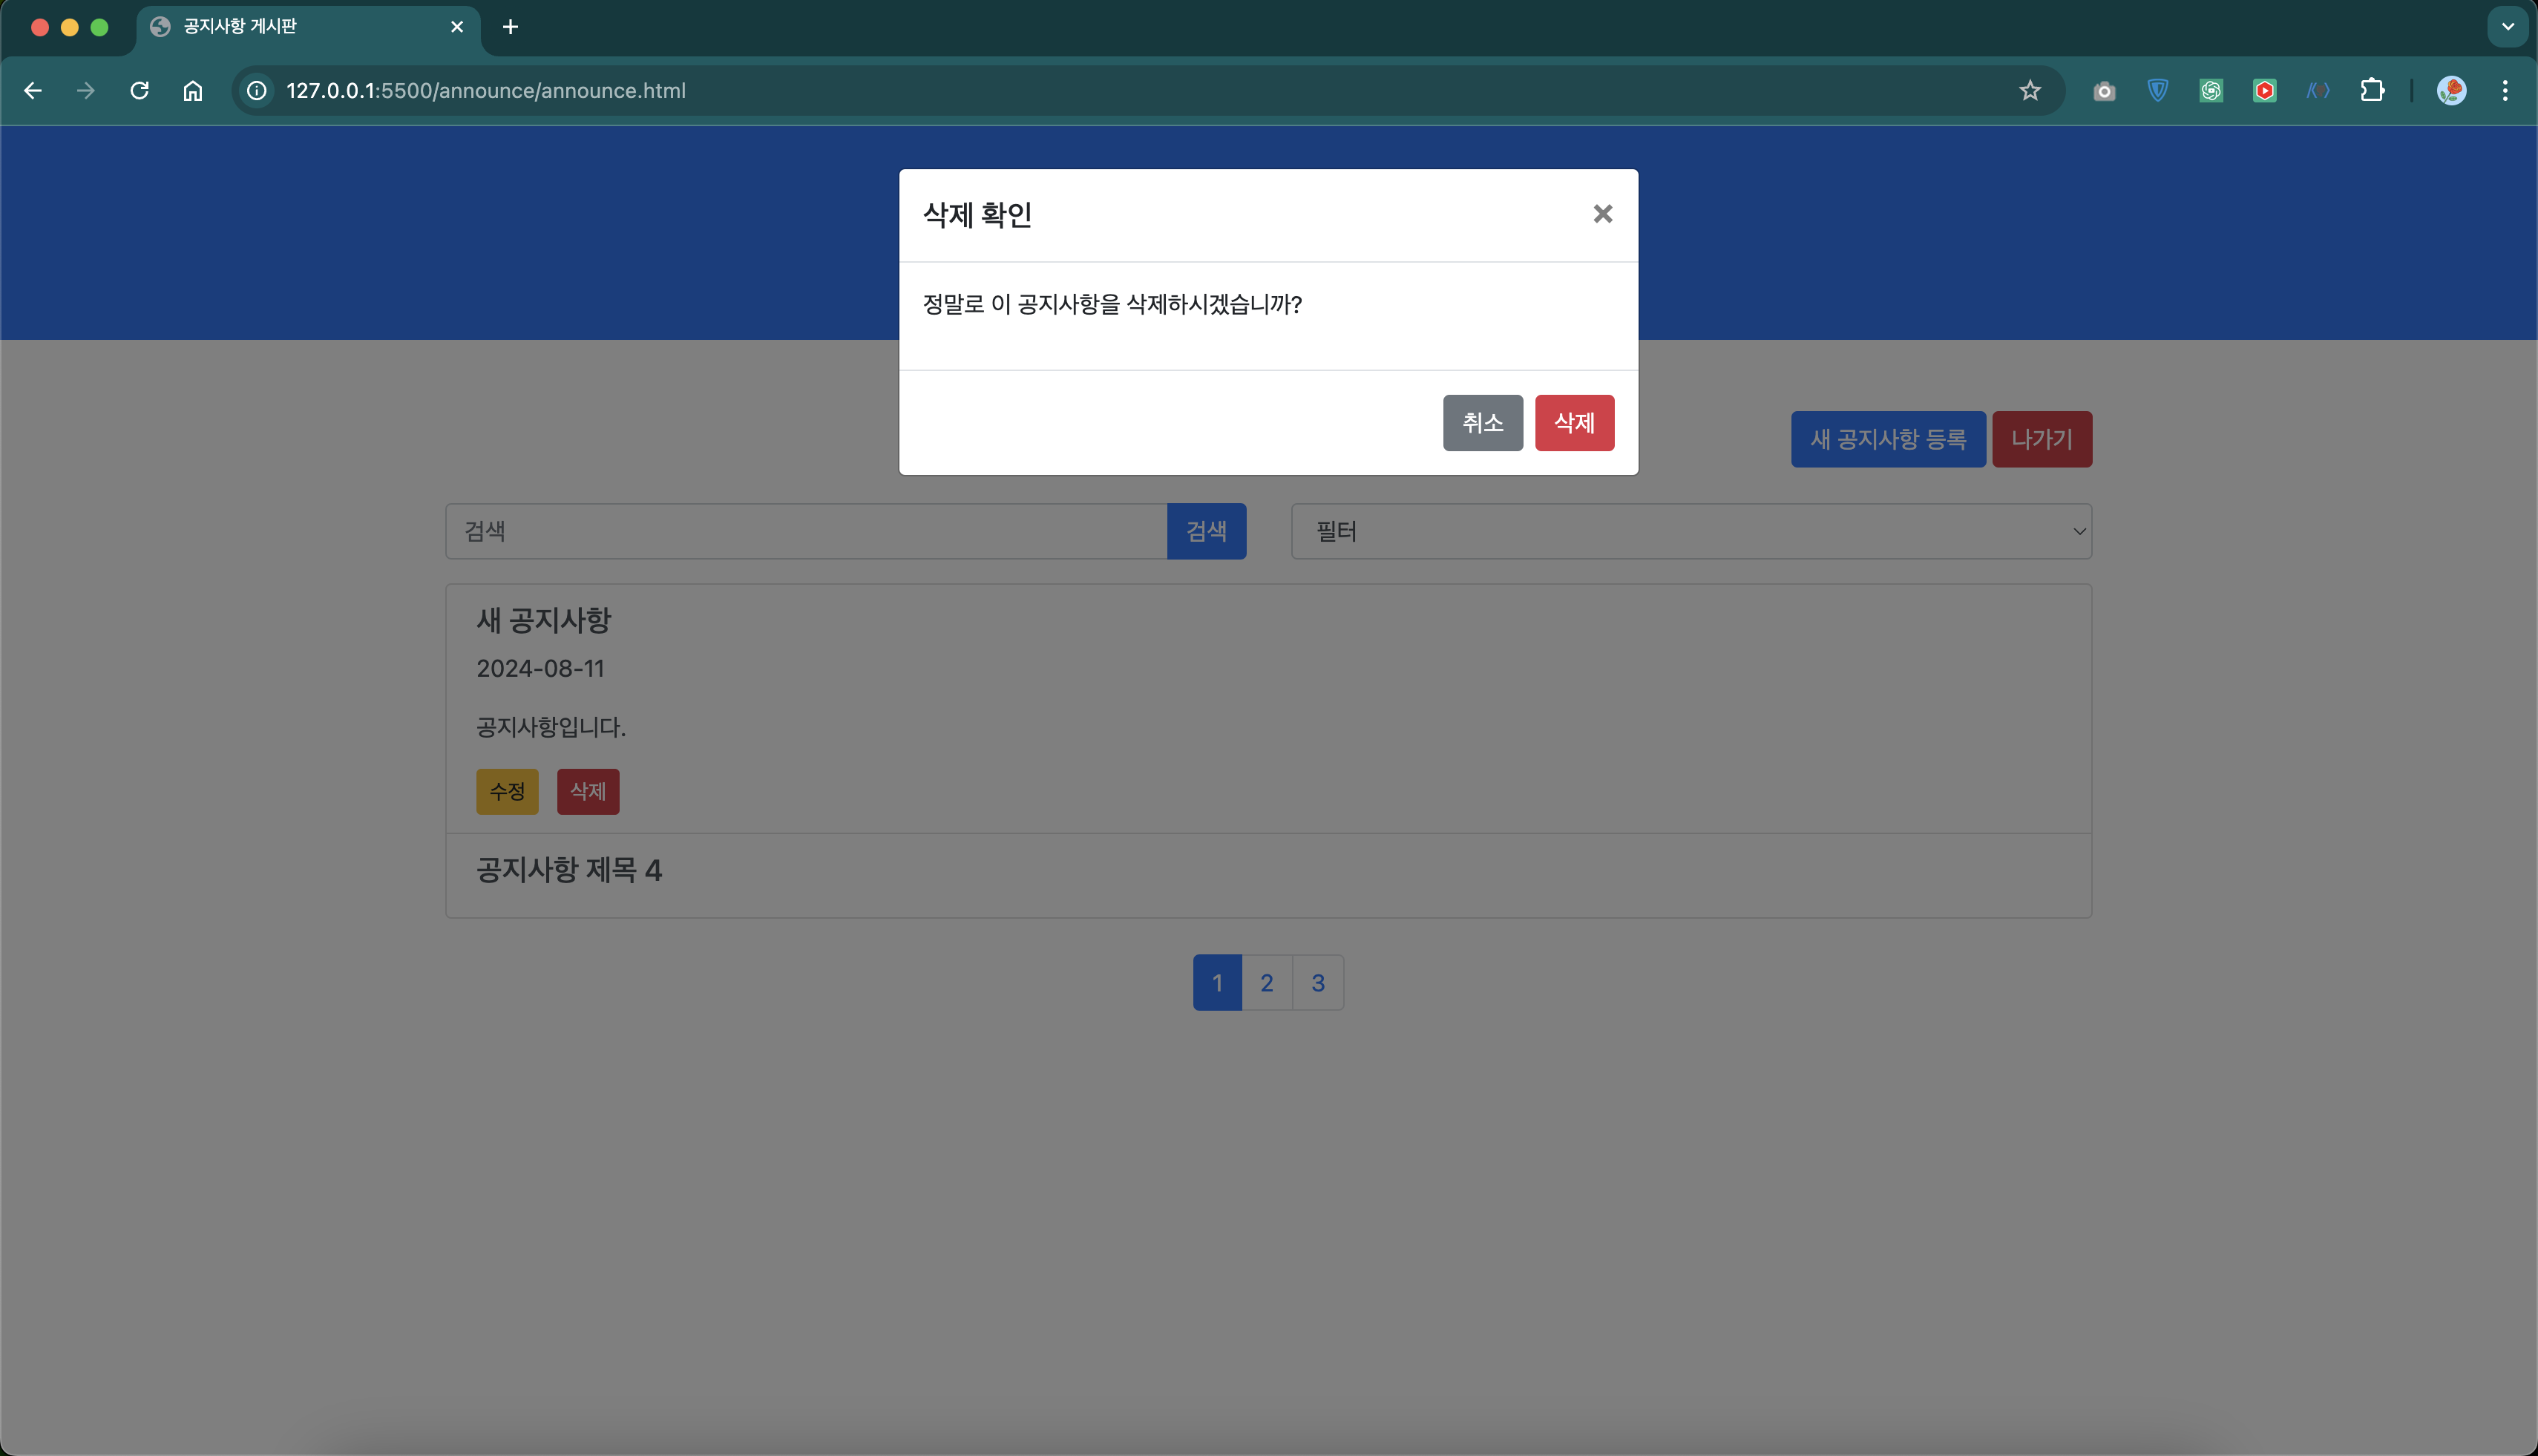 공지사항 게시판
127.0.0.1:5500/announce/announce.html
삭제 확인
정말로 이 공지사항을 삭제하시겠습니까?
취소 삭제
새 공지사항 등록 나가기
검색 검색 필터
새 공지사항
2024-08-11
공지사항입니다.
수정 삭제
공지사항 제목 4
1 2 3